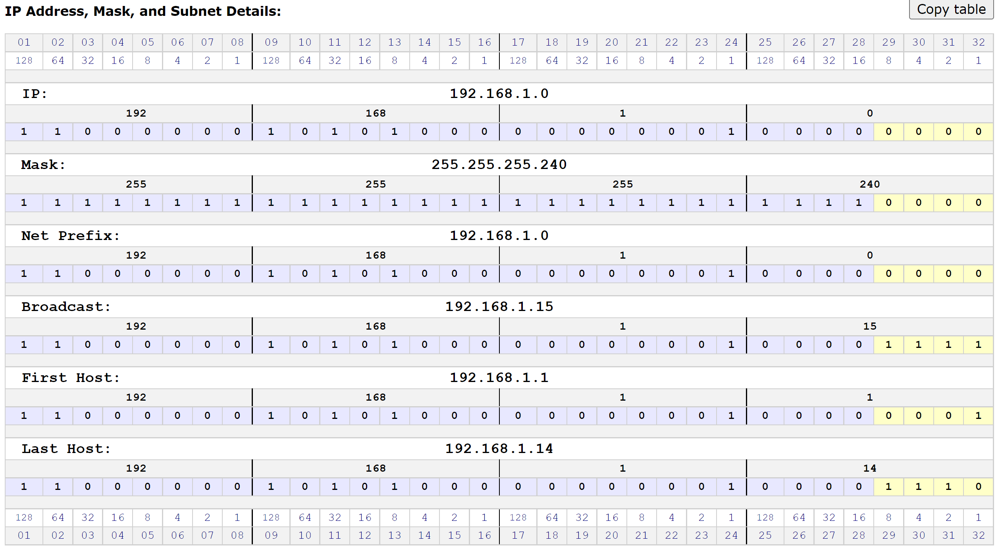 IP Address, Mask, and Subnet Details:
Copy table
01 02 03 04 05 06 07 08 09 10 11 12 13 14 15 16 17 18 19 20 21 22 23 24 25 26 27 28 29 30 31 32
128 64 32 16 8 4 2 1 128 64 32 16 8 4 2 1 128 64 32 16 8 4 2 1 128 64 32 16 8 4 2 1
IP: 192.168.1.0
192 168 1 0
1 1 0 0 0 0 0 0 1 0 1 0 1 0 0 0 0 0 0 0 0 0 0 1 0 0 0 0 0 0 0 0
Mask: 255.255.255.240
255 255 255 240
1 1 1 1 1 1 1 1 1 1 1 1 1 1 1 1 1 1 1 1 1 1 1 1 1 1 1 1 0 0 0 0
Net Prefix: 192.168.1.0
192 168 1 0
1 1 0 0 0 0 0 0 1 0 1 0 1 0 0 0 0 0 0 0 0 0 0 1 0 0 0 0 0 0 0 0
Broadcast: 192.168.1.15
192 168 1 15
1 1 0 0 0 0 0 0 1 0 1 0 1 0 0 0 0 0 0 0 0 0 0 1 0 0 0 0 1 1 1 1
First Host: 192.168.1.1
192 168 1 1
1 1 0 0 0 0 0 0 1 0 1 0 1 0 0 0 0 0 0 0 0 0 0 1 0 0 0 0 0 0 0 1
Last Host: 192.168.1.14
192 168 1 14
1 1 0 0 0 0 0 0 1 0 1 0 1 0 0 0 0 0 0 0 0 0 0 1 0 0 0 0 1 1 1 0
128 64 32 16 8 4 2 1 128 64 32 16 8 4 2 1 128 64 32 16 8 4 2 1 128 64 32 16 8 4 2 1
01 02 03 04 05 06 07 08 09 10 11 12 13 14 15 16 17 18 19 20 21 22 23 24 25 26 27 28 29 30 31 32